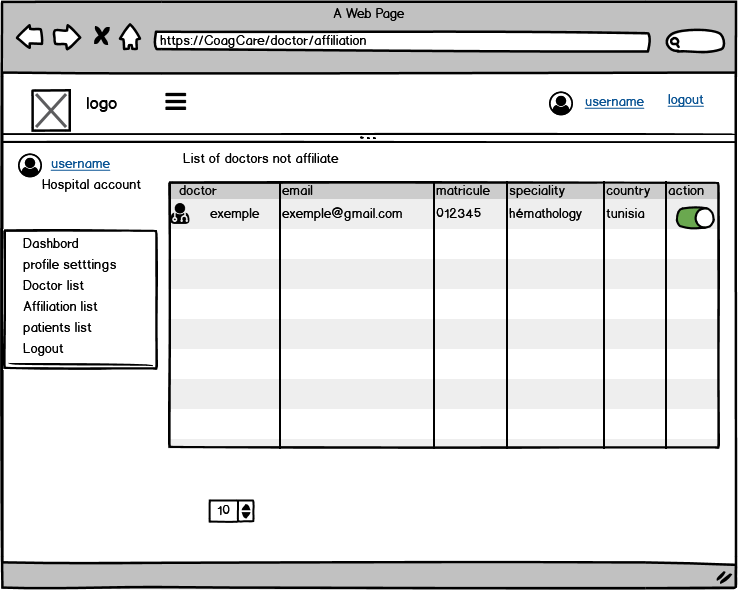 A Web Page
https://CoagCare/doctor/affiliation
logo
username
logout
username
Hospital account
Dashbord
profile setttings
Doctor list
Affiliation list
patients list
Logout
List of doctors not affiliate
doctor email matricule speciality country action
exemple exemple@gmail.com 012345 hémathology tunisia
10